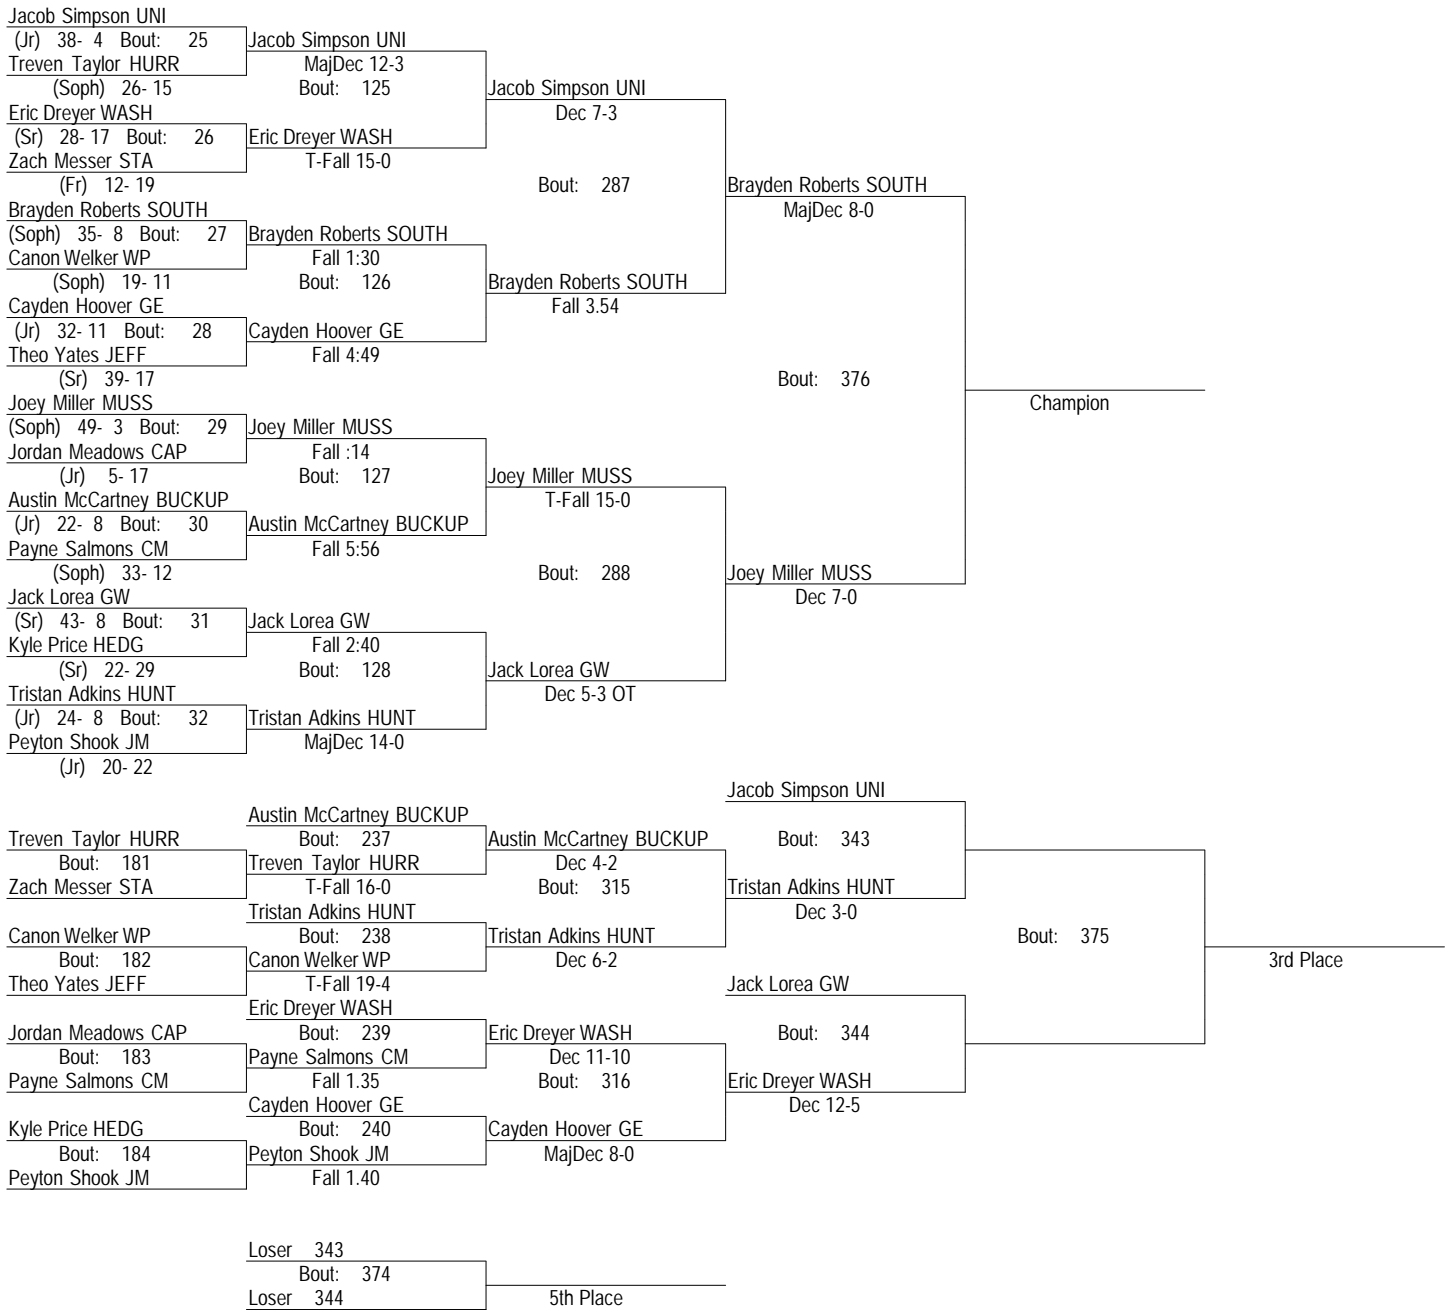 Jacob Simpson UNI
(Jr) 38- 4 Bout: 25 Jacob Simpson UNI
Treven Taylor HURR MajDec 12-3
(Soph) 26- 15 Bout: 125 Jacob Simpson UNI
Eric Dreyer WASH Dec 7-3
(Sr) 28- 17 Bout: 26 Eric Dreyer WASH
Zach Messer STA T-Fall 15-0
(Fr) 12- 19 Bout: 287 Brayden Roberts SOUTH
Brayden Roberts SOUTH MajDec 8-0
(Soph) 35- 8 Bout: 27 Brayden Roberts SOUTH
Canon Welker WP Fall 1:30
(Soph) 19- 11 Bout: 126 Brayden Roberts SOUTH
Cayden Hoover GE Fall 3.54
(Jr) 32- 11 Bout: 28 Cayden Hoover GE
Theo Yates JEFF Fall 4:49
(Sr) 39- 17 Bout: 376
Joey Miller MUSS Champion
(Soph) 49- 3 Bout: 29 Joey Miller MUSS
Jordan Meadows CAP Fall :14
(Jr) 5- 17 Bout: 127 Joey Miller MUSS
Austin McCartney BUCKUP T-Fall 15-0
(Jr) 22- 8 Bout: 30 Austin McCartney BUCKUP
Payne Salmons CM Fall 5:56
(Soph) 33- 12 Bout: 288 Joey Miller MUSS
Jack Lorea GW Dec 7-0
(Sr) 43- 8 Bout: 31 Jack Lorea GW
Kyle Price HEDG Fall 2:40
(Sr) 22- 29 Bout: 128 Jack Lorea GW
Tristan Adkins HUNT Dec 5-3 OT
(Jr) 24- 8 Bout: 32 Tristan Adkins HUNT
Peyton Shook JM MajDec 14-0
(Jr) 20- 22
Jacob Simpson UNI
Austin McCartney BUCKUP
Treven Taylor HURR Bout: 237 Austin McCartney BUCKUP Bout: 343
Bout: 181 Treven Taylor HURR Dec 4-2
Zach Messer STA T-Fall 16-0 Bout: 315 Tristan Adkins HUNT
Tristan Adkins HUNT Dec 3-0
Canon Welker WP Bout: 238 Tristan Adkins HUNT Bout: 375
Bout: 182 Canon Welker WP Dec 6-2 3rd Place
Theo Yates JEFF T-Fall 19-4 Jack Lorea GW
Eric Dreyer WASH
Jordan Meadows CAP Bout: 239 Eric Dreyer WASH Bout: 344
Bout: 183 Payne Salmons CM Dec 11-10
Payne Salmons CM Fall 1.35 Bout: 316 Eric Dreyer WASH
Cayden Hoover GE Dec 12-5
Kyle Price HEDG Bout: 240 Cayden Hoover GE
Bout: 184 Peyton Shook JM MajDec 8-0
Peyton Shook JM Fall 1.40
Loser 343
Bout: 374
Loser 344 5th Place